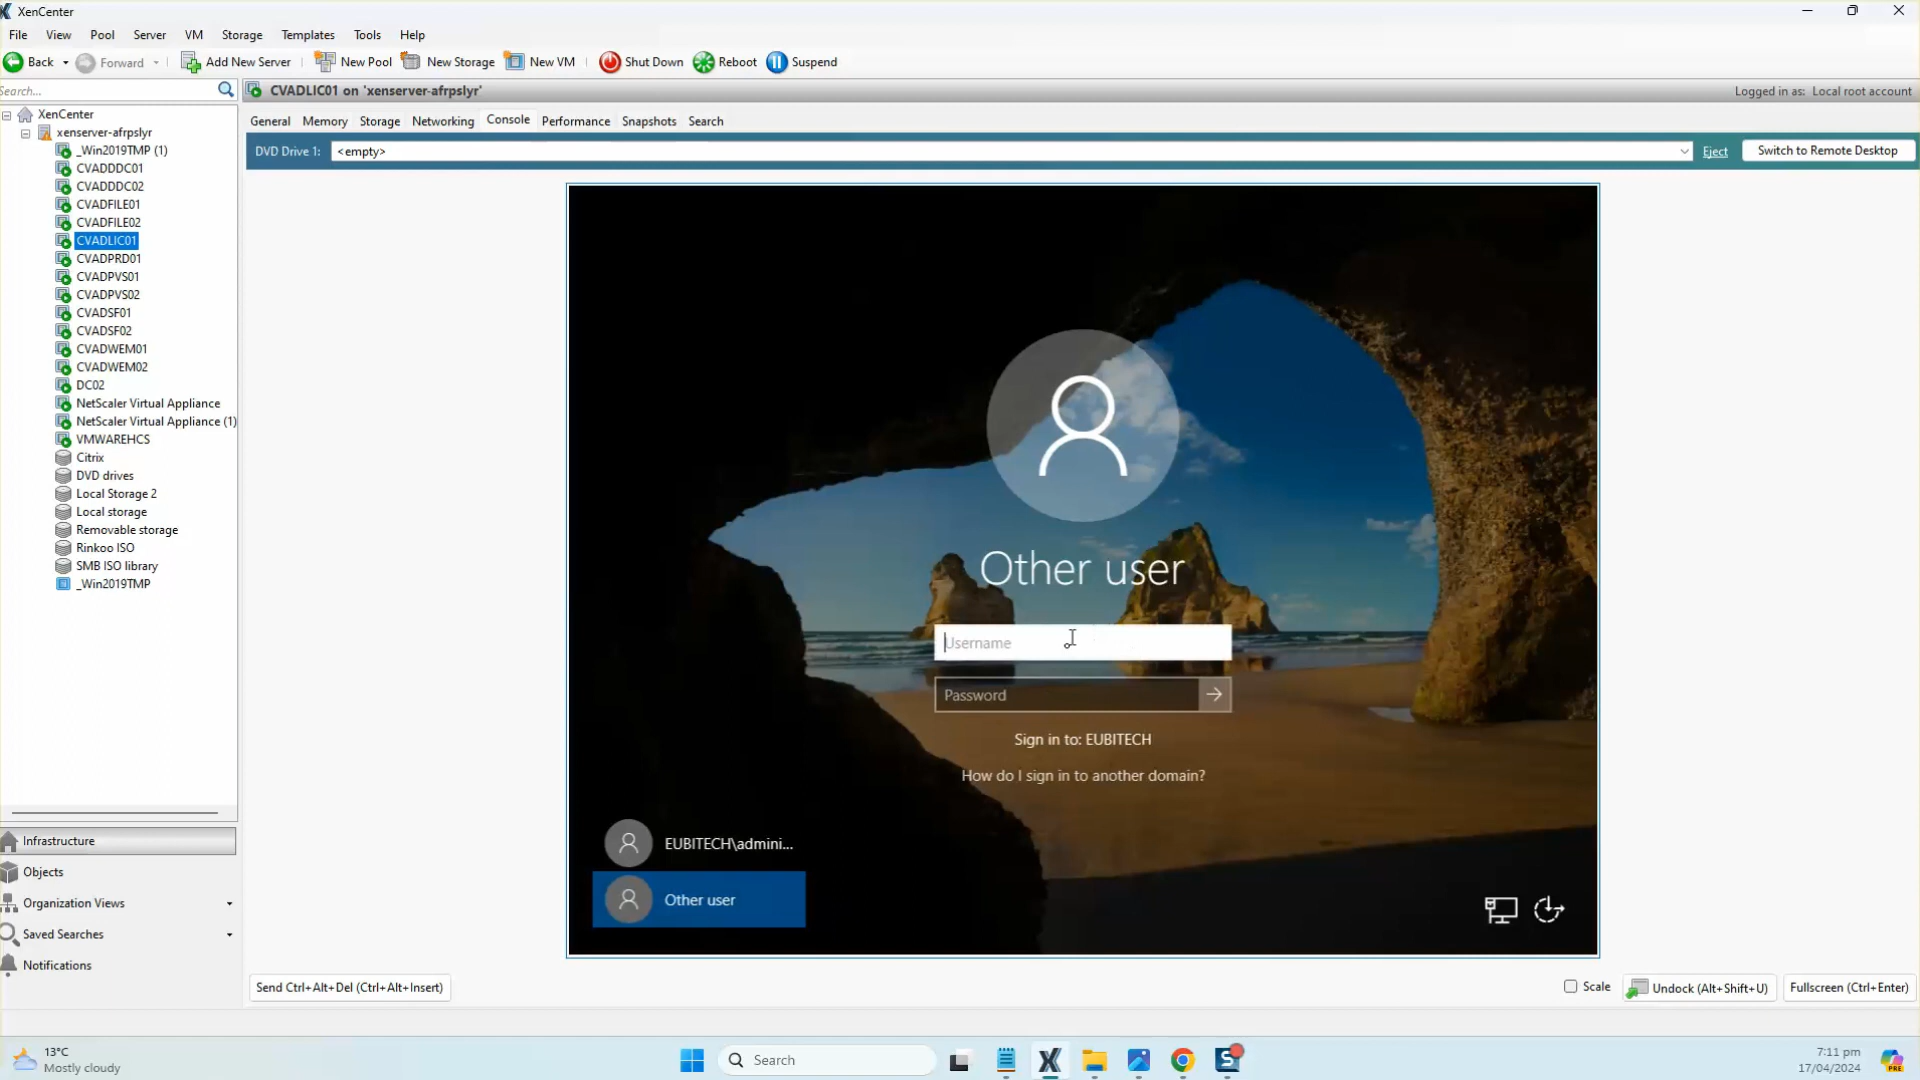 XenCenter
File View Pool Server VM Storage Templates Tools Help
Back Forward Add New Server New Pool New Storage New VM Shut Down Reboot Suspend
Search...
CVADLIC01 on 'xenserver-afrpslyr' Logged in as: Local root account
XenCenter
xenserver-afrpslyr
_Win2019TMP (1)
CVADDDC01
CVADDDC02
CVADFILE01
CVADFILE02
CVADLIC01
CVADPRD01
CVADPVS01
CVADPVS02
CVADSF01
CVADSF02
CVADWEM01
CVADWEM02
DC02
NetScaler Virtual Appliance
NetScaler Virtual Appliance (1)
VMWAREHCS
Citrix
DVD drives
Local Storage 2
Local storage
Removable storage
Rinkoo ISO
SMB ISO library
_Win2019TMP
Infrastructure
Objects
Organization Views
Saved Searches
Notifications
General Memory Storage Networking Console Performance Snapshots Search
DVD Drive 1: <empty> Eject Switch to Remote Desktop
Other user
Username
Password
Sign in to: EUBITECH
How do I sign in to another domain?
EUBITECH\admini...
Other user
Send Ctrl+Alt+Del (Ctrl+Alt+Insert) Scale Undock (Alt+Shift+U) Fullscreen (Ctrl+Enter)
13°C
Mostly cloudy
Search
7:11 pm
17/04/2024
PRE